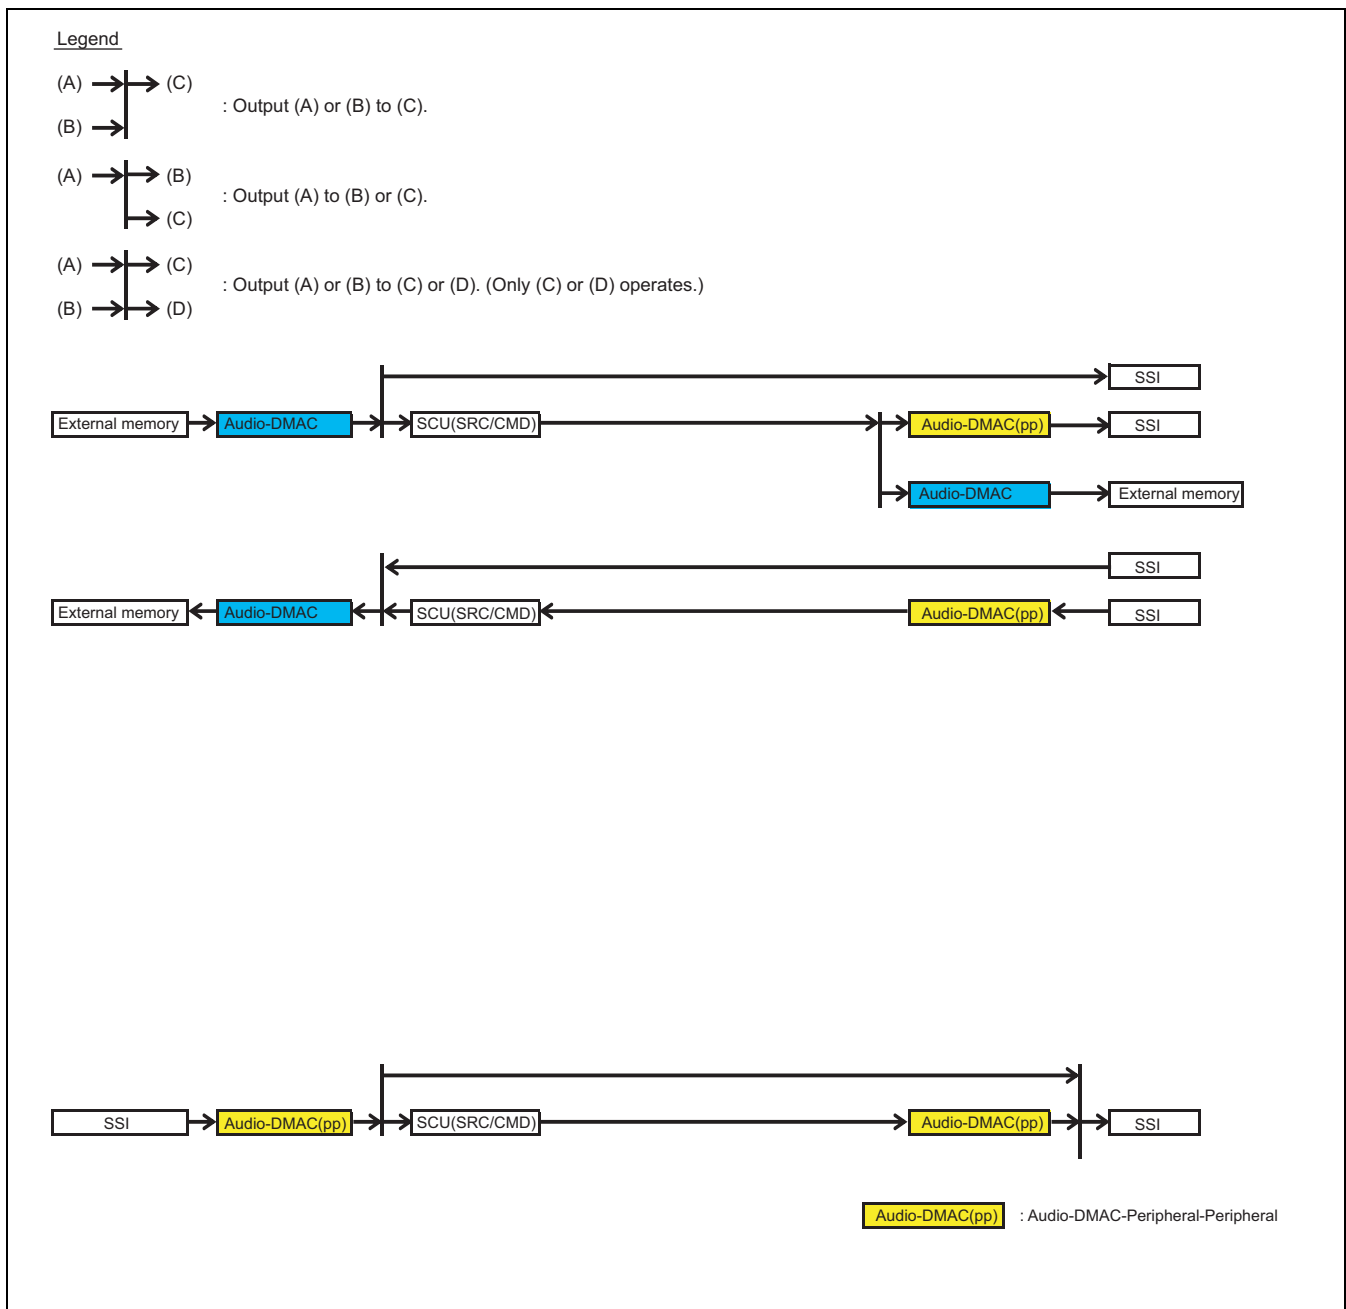 Legend
(A) (C)
: Output (A) or (B) to (C).
(B)
(A) (B)
: Output (A) to (B) or (C).
(C)
(A) (C)
: Output (A) or (B) to (C) or (D). (Only (C) or (D) operates.)
(B) (D)
SSI
External memory Audio-DMAC SCU(SRC/CMD) Audio-DMAC(pp) SSI
Audio-DMAC External memory
SSI
External memory Audio-DMAC SCU(SRC/CMD) Audio-DMAC(pp) SSI
SSI Audio-DMAC(pp) SCU(SRC/CMD) Audio-DMAC(pp) SSI
Audio-DMAC(pp) : Audio-DMAC-Peripheral-Peripheral